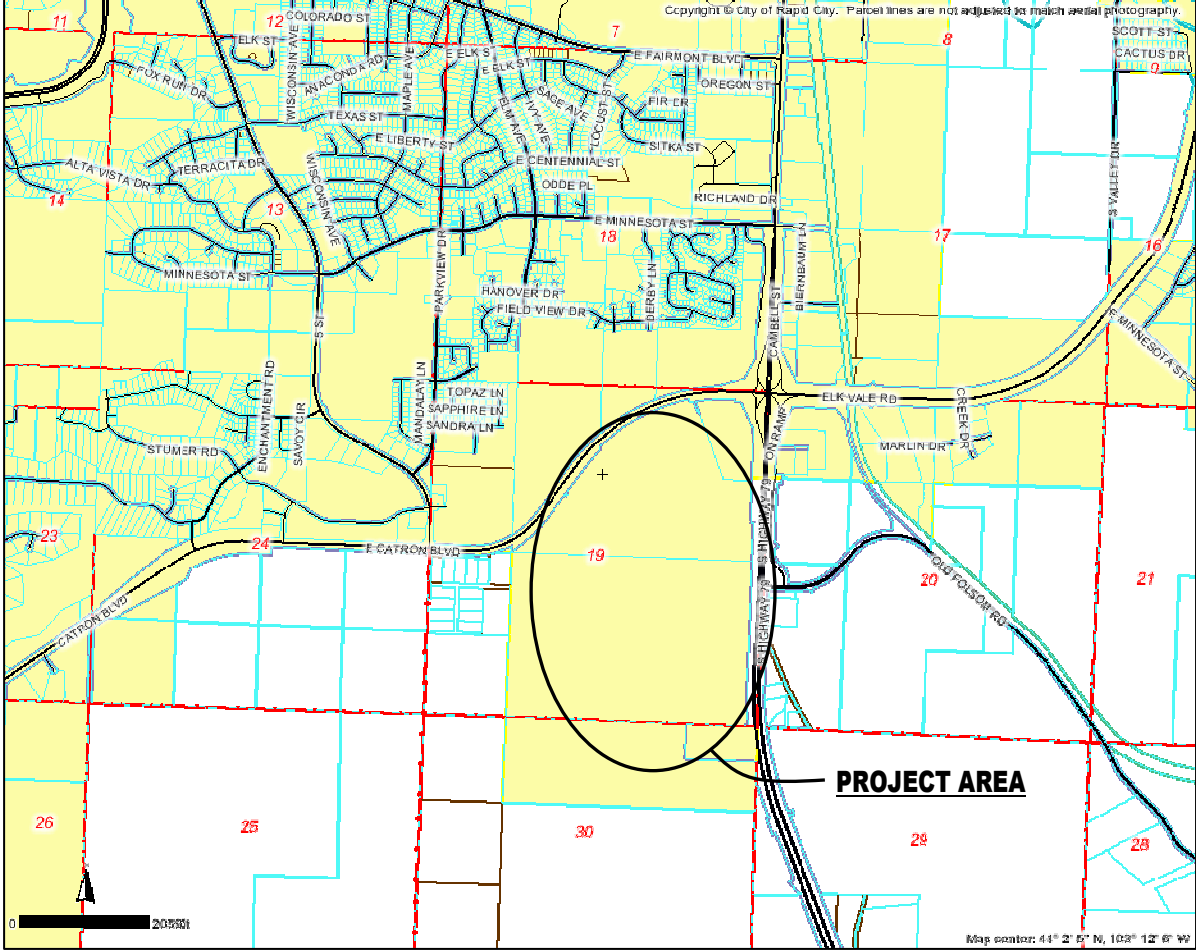 Copyright © City of Rapid City. Parcel lines are not adjusted to match aerial photography.
11
12
COLORADO ST
7
8
SCOTT ST
CACTUS DR
9
ELK ST
ELK S
E ELK ST
E FAIRMONT BLVD
OREGON ST
FOX RUN DR
WISCONSIN AVE
ANACONDA RD
MAPLE AVE
SAGE AVE
LOCUST ST
FIR DR
TEXAS ST
ELM AVE
IVY AVE
E LIBERTY ST
SITKA ST
ALTA VISTA DR
TERRACITA DR
WISCONSIN AVE
E CENTENNIAL ST
ODDE PL
RICHLAND DR
S VALLEY DR
14
13
E MINNESOTA ST
18
17
16
MINNESOTA ST
PARKVIEW DR
HANOVER DR
FIELD VIEW DR
DERBY LN
BIERNBAUM LN
CAMBELL ST
5 ST
E MINNESOTA ST
ENCHANTMENT RD
SAVOY CIR
MANDALAY LN
TOPAZ LN
SAPPHIRE LN
SANDRA LN
ELK VALE RD
CREEK DR
ON RAMP
MARLIN DR
STUMER RD
S HIGHWAY 79
23
24
E CATRON BLVD
19
20
21
OLD FOLSOM RD
CATRON BLVD
S HIGHWAY 79
PROJECT AREA
26
25
30
29
28
0
2050ft
Map center: 44° 2' 5" N, 103° 12' 6" W